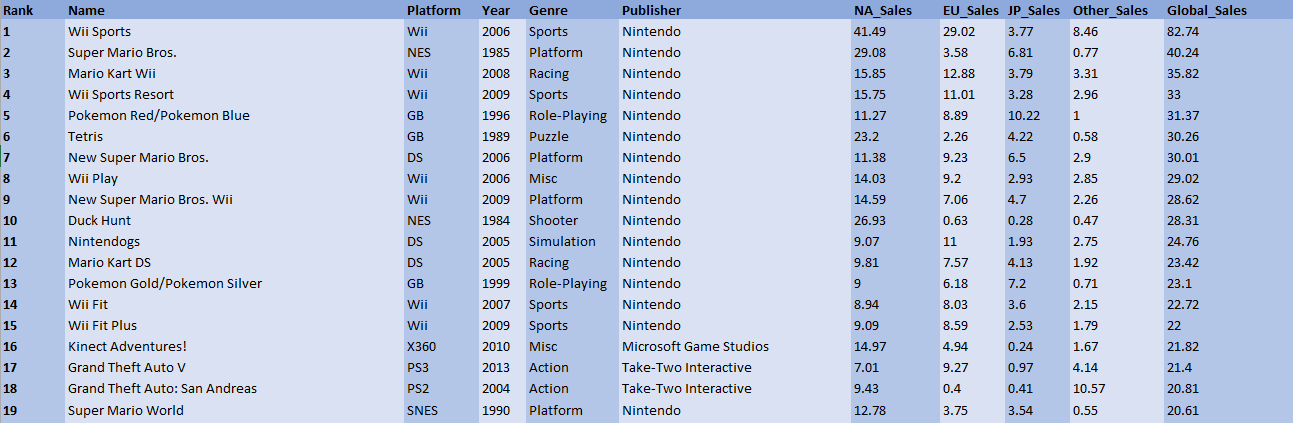 Rank Name Platform Year Genre Publisher NA_Sales EU_Sales JP_Sales Other_Sales Global_Sales
1 Wii Sports Wii 2006 Sports Nintendo 41.49 29.02 3.77 8.46 82.74
2 Super Mario Bros. NES 1985 Platform Nintendo 29.08 3.58 6.81 0.77 40.24
3 Mario Kart Wii Wii 2008 Racing Nintendo 15.85 12.88 3.79 3.31 35.82
4 Wii Sports Resort Wii 2009 Sports Nintendo 15.75 11.01 3.28 2.96 33
5 Pokemon Red/Pokemon Blue GB 1996 Role-Playing Nintendo 11.27 8.89 10.22 1 31.37
6 Tetris GB 1989 Puzzle Nintendo 23.2 2.26 4.22 0.58 30.26
7 New Super Mario Bros. DS 2006 Platform Nintendo 11.38 9.23 6.5 2.9 30.01
8 Wii Play Wii 2006 Misc Nintendo 14.03 9.2 2.93 2.85 29.02
9 New Super Mario Bros. Wii Wii 2009 Platform Nintendo 14.59 7.06 4.7 2.26 28.62
10 Duck Hunt NES 1984 Shooter Nintendo 26.93 0.63 0.28 0.47 28.31
11 Nintendogs DS 2005 Simulation Nintendo 9.07 11 1.93 2.75 24.76
12 Mario Kart DS DS 2005 Racing Nintendo 9.81 7.57 4.13 1.92 23.42
13 Pokemon Gold/Pokemon Silver GB 1999 Role-Playing Nintendo 9 6.18 7.2 0.71 23.1
14 Wii Fit Wii 2007 Sports Nintendo 8.94 8.03 3.6 2.15 22.72
15 Wii Fit Plus Wii 2009 Sports Nintendo 9.09 8.59 2.53 1.79 22
16 Kinect Adventures! X360 2010 Misc Microsoft Game Studios 14.97 4.94 0.24 1.67 21.82
17 Grand Theft Auto V PS3 2013 Action Take-Two Interactive 7.01 9.27 0.97 4.14 21.4
18 Grand Theft Auto: San Andreas PS2 2004 Action Take-Two Interactive 9.43 0.4 0.41 10.57 20.81
19 Super Mario World SNES 1990 Platform Nintendo 12.78 3.75 3.54 0.55 20.61